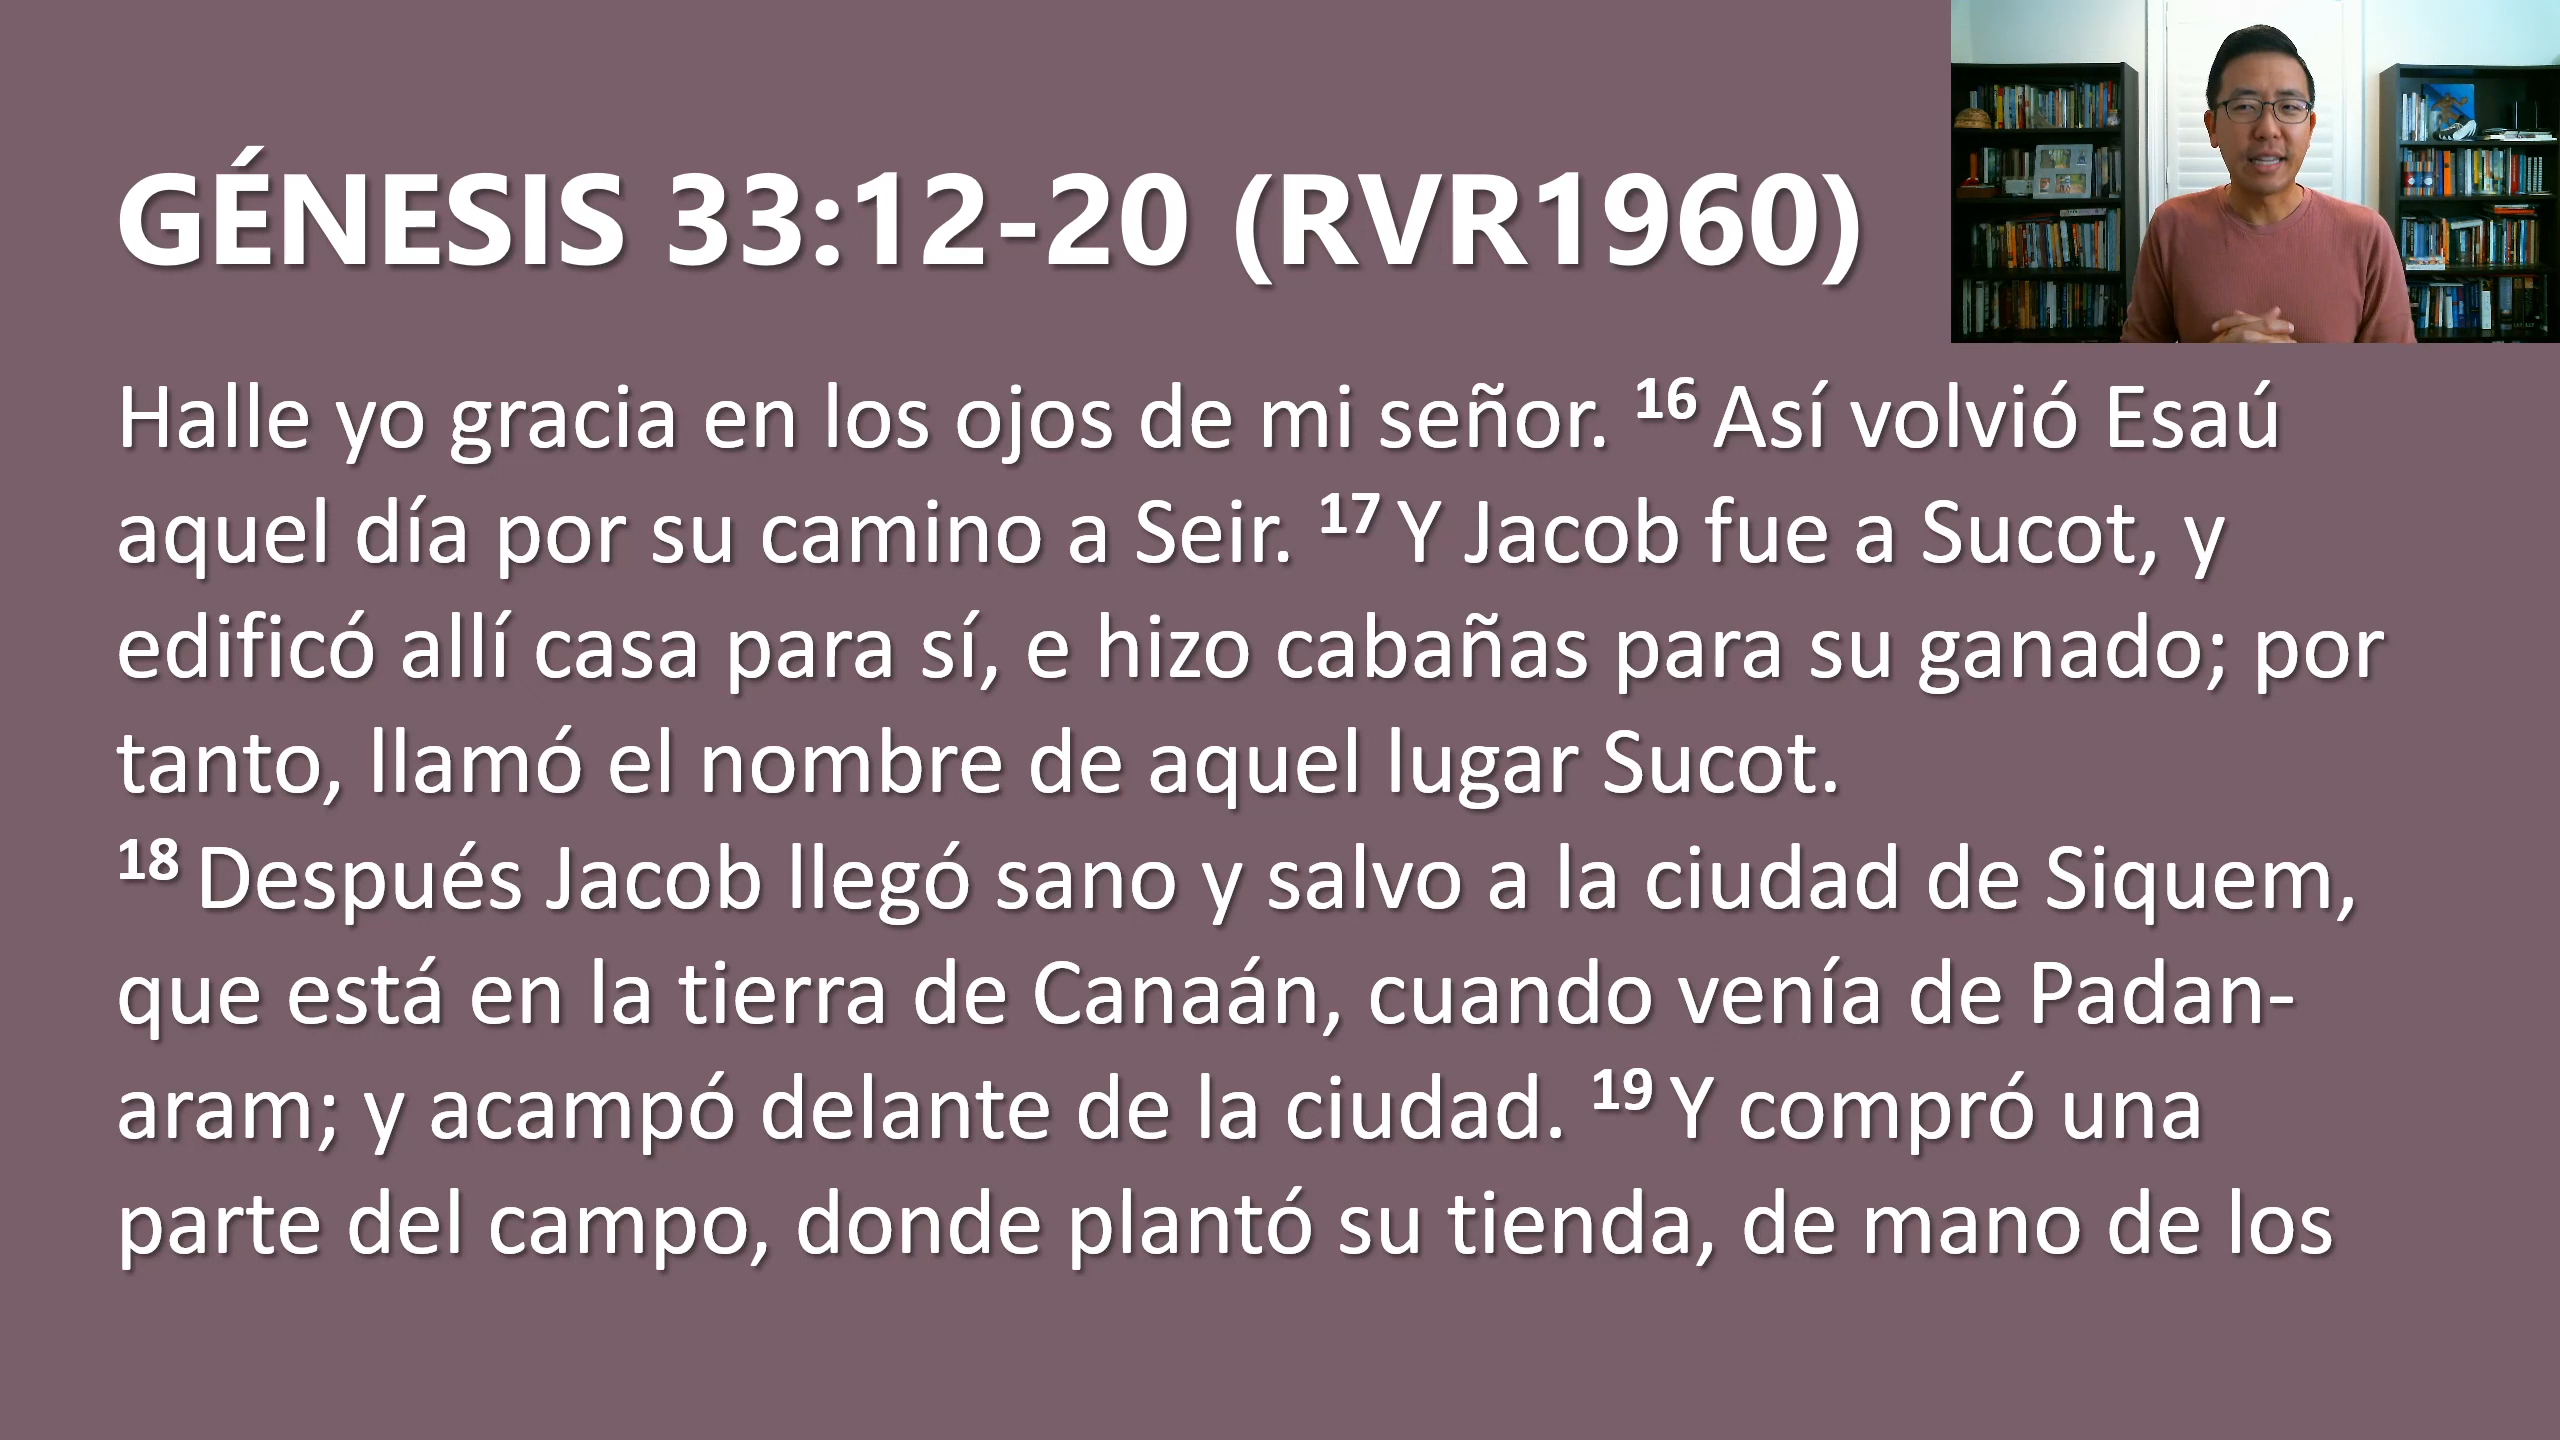 GÉNESIS 33:12-20 (RVR1960)
Halle yo gracia en los ojos de mi señor. 16 Así volvió Esaú
aquel día por su camino a Seir. 17 Y Jacob fue a Sucot, y
edificó allí casa para sí, e hizo cabañas para su ganado; por
tanto, llamó el nombre de aquel lugar Sucot.
18 Después Jacob llegó sano y salvo a la ciudad de Siquem,
que está en la tierra de Canaán, cuando venía de Padan-
aram; y acampó delante de la ciudad. 19 Y compró una
parte del campo, donde plantó su tienda, de mano de los